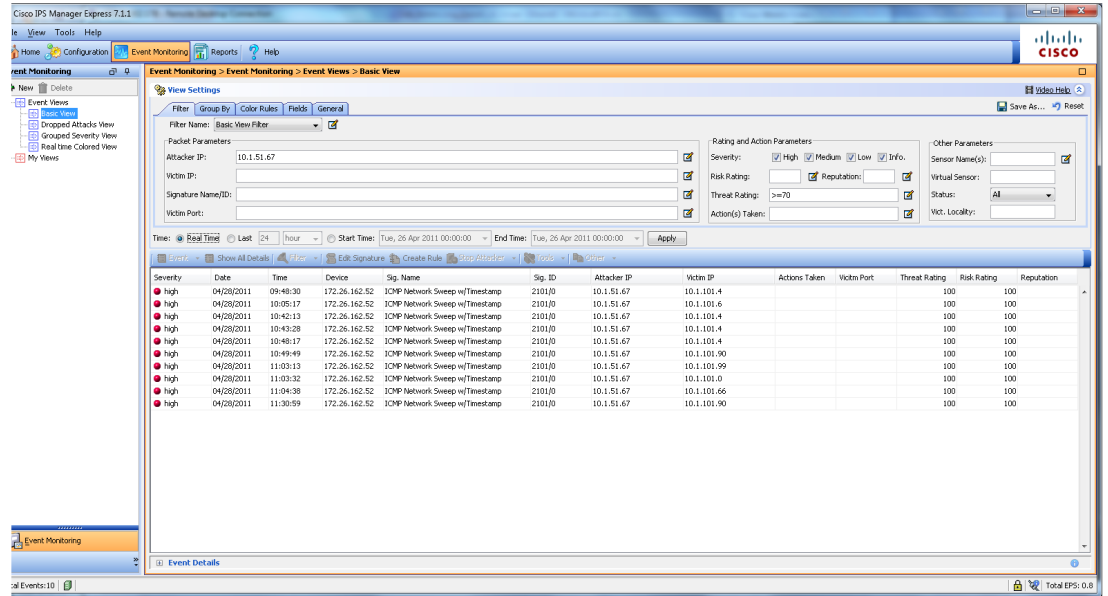 Cisco IPS Manager Express 7.1.1
View Tools Help
Home Configuration Event Monitoring Reports Help
CISCO
Event Monitoring > Event Monitoring > Event Views > Basic View
New Delete
Event Views
Basic View
Dropped Attacks View
Grouped Severity View
Real time Colored View
My Views
View Settings
Video Help
Filter Group By Color Rules Fields General
Save As... Reset
Filter Name: Basic View Filter
Packet Parameters
Attacker IP: 10.1.51.67
Victim IP:
Signature Name/ID:
Victim Port:
Rating and Action Parameters
Severity: High Medium Low Info.
Risk Rating: Reputation:
Threat Rating: >=70
Action(s) Taken:
Other Parameters
Sensor Name(s):
Virtual Sensor:
Status: All
Vict. Locality:
Time: Real Time Last 24 hour Start Time: Tue, 26 Apr 2011 00:00:00 End Time: Tue, 26 Apr 2011 00:00:00 Apply
Event Show All Details Filter Edit Signature Create Rule Stop Attacker Tools Other
Severity Date Time Device Sig. Name Sig. ID Attacker IP Victim IP Actions Taken Vicitm Port Threat Rating Risk Rating Reputation
high 04/28/2011 09:48:30 172.26.162.52 ICMP Network Sweep w/Timestamp 2101/0 10.1.51.67 10.1.101.4 100 100
high 04/28/2011 10:05:17 172.26.162.52 ICMP Network Sweep w/Timestamp 2101/0 10.1.51.67 10.1.101.6 100 100
high 04/28/2011 10:42:13 172.26.162.52 ICMP Network Sweep w/Timestamp 2101/0 10.1.51.67 10.1.101.4 100 100
high 04/28/2011 10:43:28 172.26.162.52 ICMP Network Sweep w/Timestamp 2101/0 10.1.51.67 10.1.101.4 100 100
high 04/28/2011 10:48:17 172.26.162.52 ICMP Network Sweep w/Timestamp 2101/0 10.1.51.67 10.1.101.4 100 100
high 04/28/2011 10:49:49 172.26.162.52 ICMP Network Sweep w/Timestamp 2101/0 10.1.51.67 10.1.101.90 100 100
high 04/28/2011 11:03:13 172.26.162.52 ICMP Network Sweep w/Timestamp 2101/0 10.1.51.67 10.1.101.99 100 100
high 04/28/2011 11:03:32 172.26.162.52 ICMP Network Sweep w/Timestamp 2101/0 10.1.51.67 10.1.101.0 100 100
high 04/28/2011 11:04:38 172.26.162.52 ICMP Network Sweep w/Timestamp 2101/0 10.1.51.67 10.1.101.66 100 100
high 04/28/2011 11:30:59 172.26.162.52 ICMP Network Sweep w/Timestamp 2101/0 10.1.51.67 10.1.101.90 100 100
Event Monitoring
Event Details
Events:10
Total EPS: 0.8